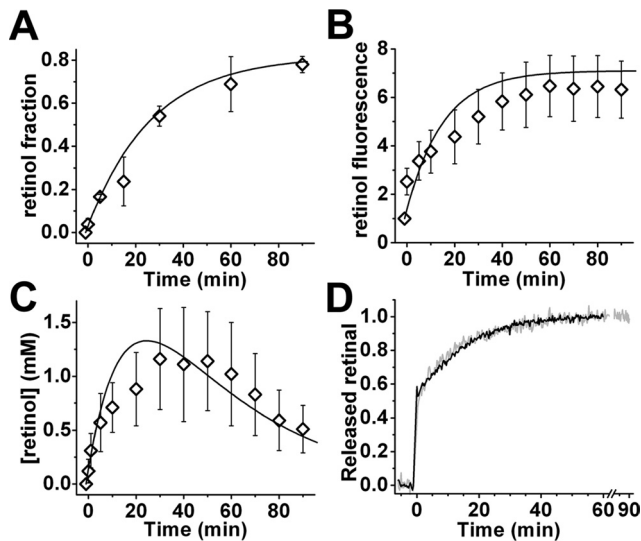 A
B
retinol fraction
0.8
0.6
0.4
0.2
0.0
0 20 40 60 80
Time (min)
retinol fluorescence
8
6
4
2
0
0 20 40 60 80
Time (min)
C
D
[retinol] (mM)
1.5
1.0
0.5
0.0
0 20 40 60 80
Time (min)
Released retinal
1.0
0.8
0.6
0.4
0.2
0.0
0 20 40 60 90
Time (min)